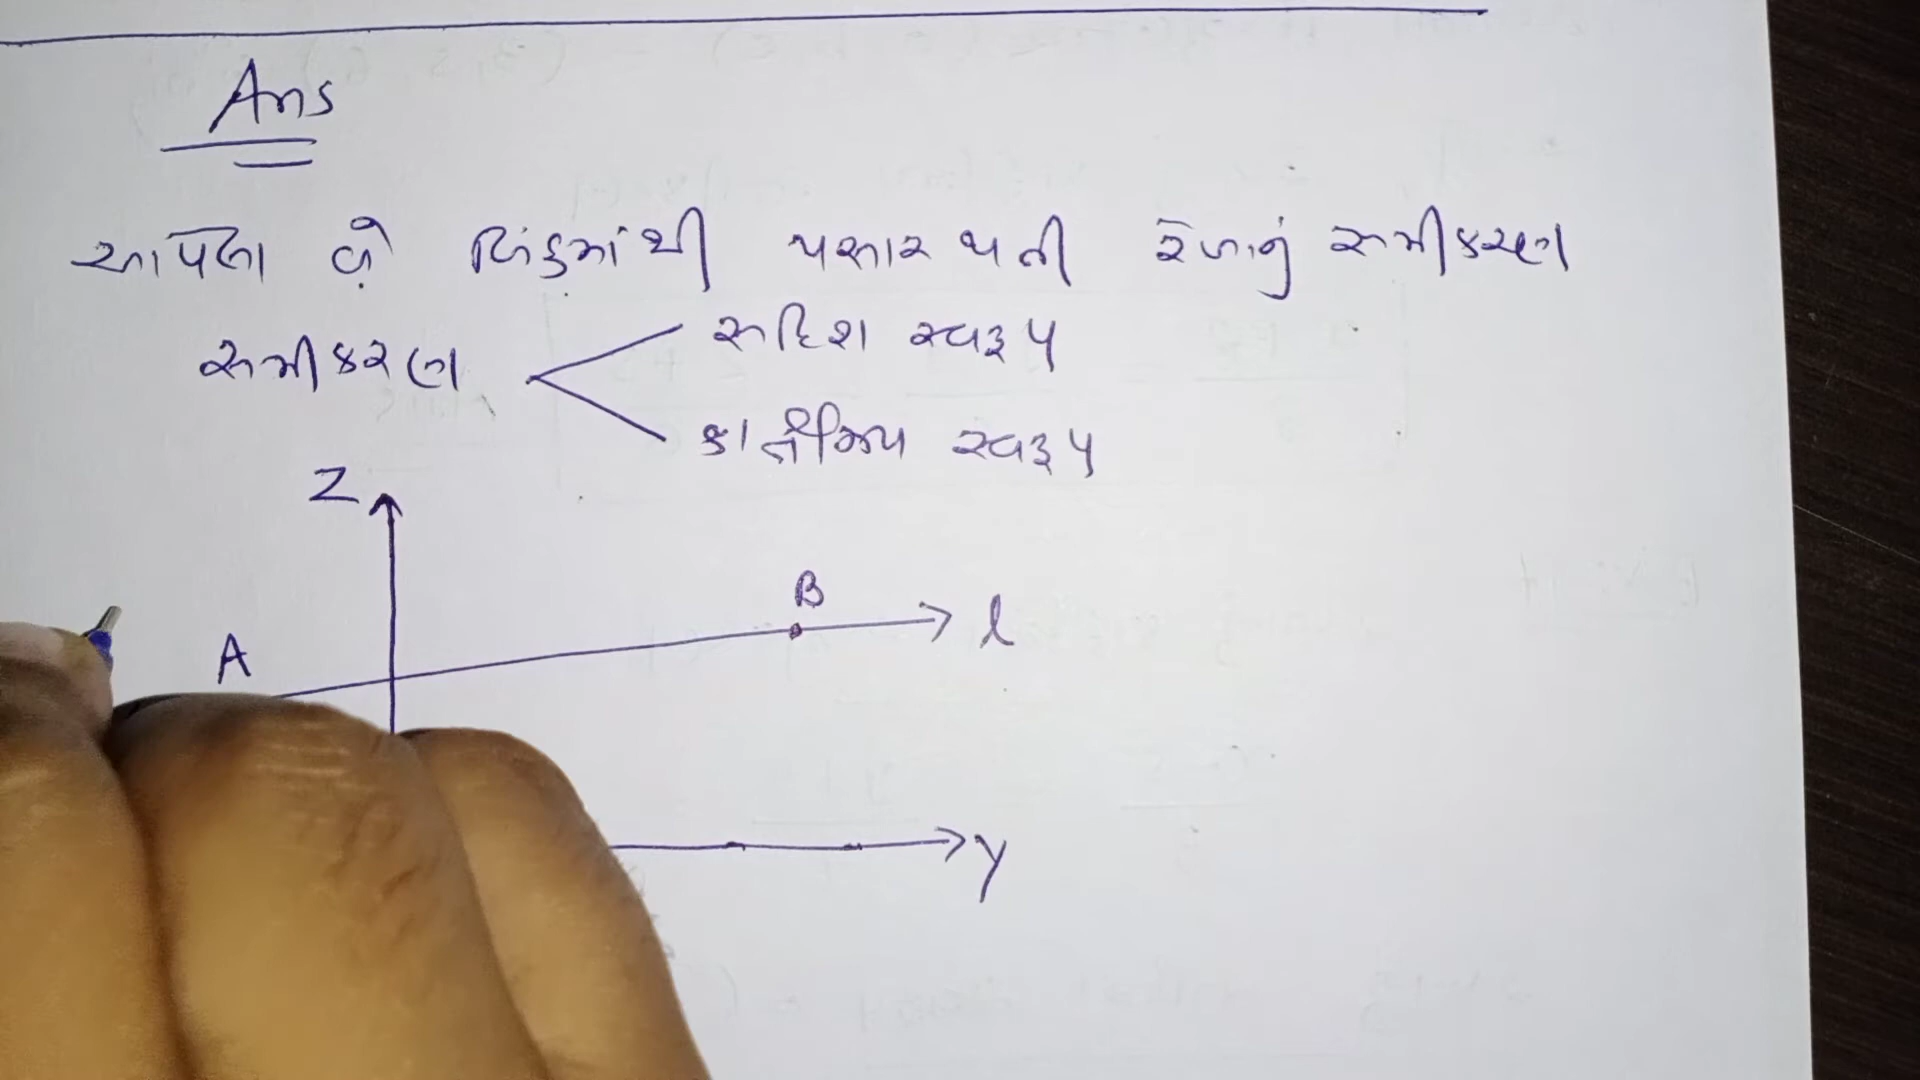 Ans
આપેલા બે બિંદુમાંથી પસાર થતી રેખાનું સમીકરણ
સમીકરણ
સદિશ સ્વરૂપ
કાર્તેઝિય સ્વરૂપ
Z
B
l
A
y